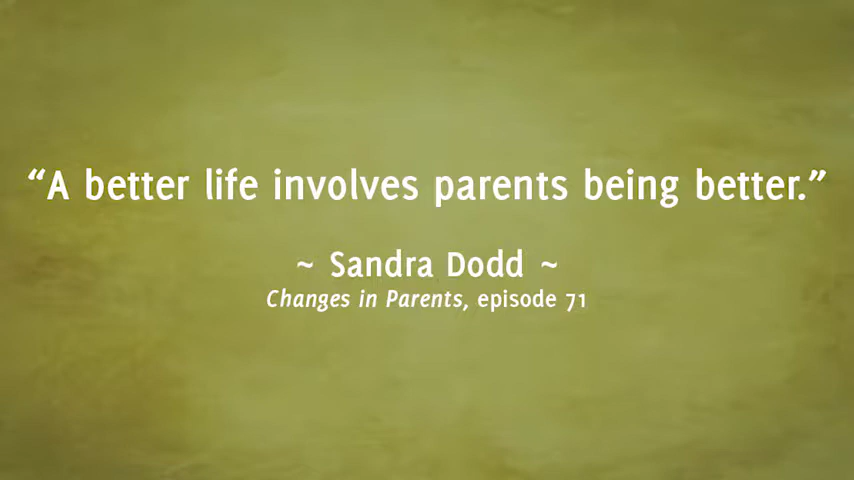 “A better life involves parents being better.”
~ Sandra Dodd ~
Changes in Parents, episode 71